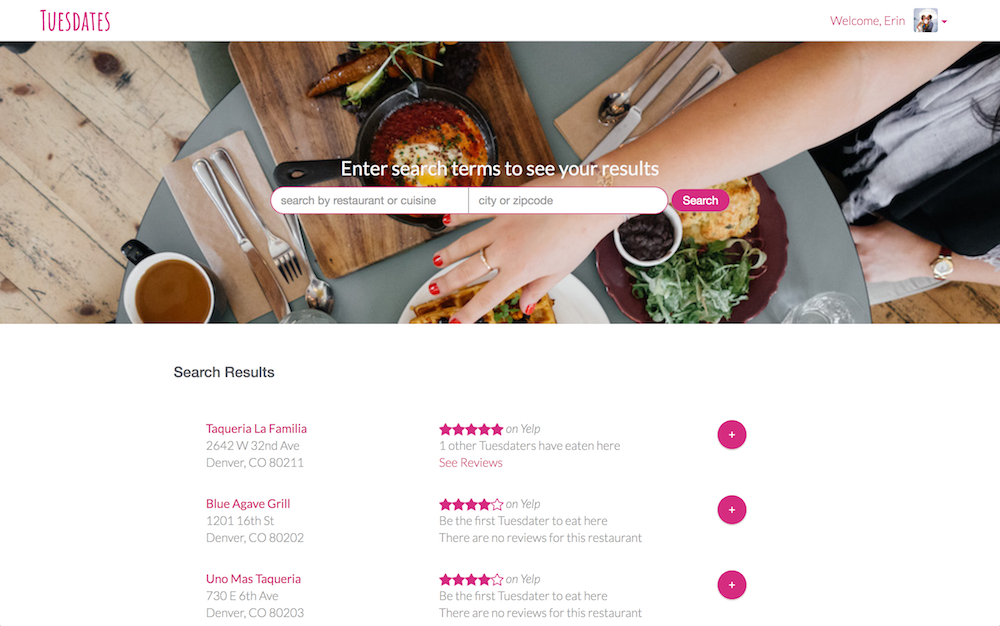 Tuesdates
Welcome, Erin
Enter search terms to see your results
search by restaurant or cuisine
city or zipcode
Search
Search Results
Taqueria La Familia
2642 W 32nd Ave
Denver, CO 80211
on Yelp
1 other Tuesdaters have eaten here
See Reviews
+
Blue Agave Grill
1201 16th St
Denver, CO 80202
on Yelp
Be the first Tuesdater to eat here
There are no reviews for this restaurant
+
Uno Mas Taqueria
730 E 6th Ave
Denver, CO 80203
on Yelp
Be the first Tuesdater to eat here
There are no reviews for this restaurant
+